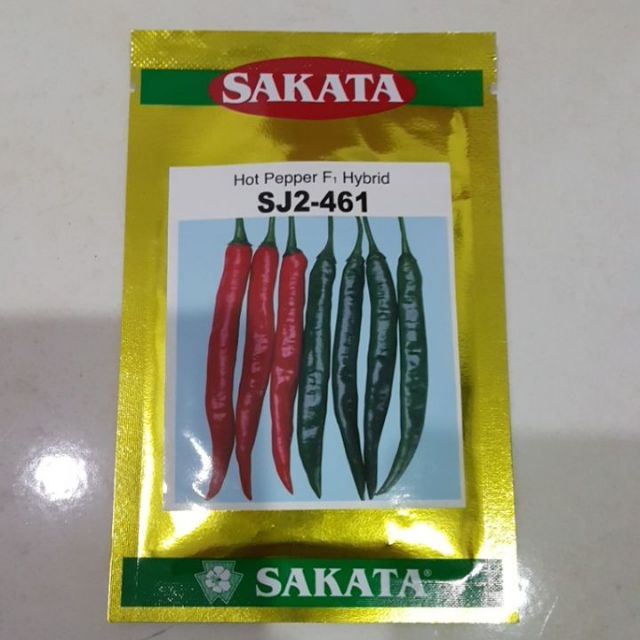 SAKATA
Hot Pepper F₁ Hybrid
SJ2-461
SAKATA®